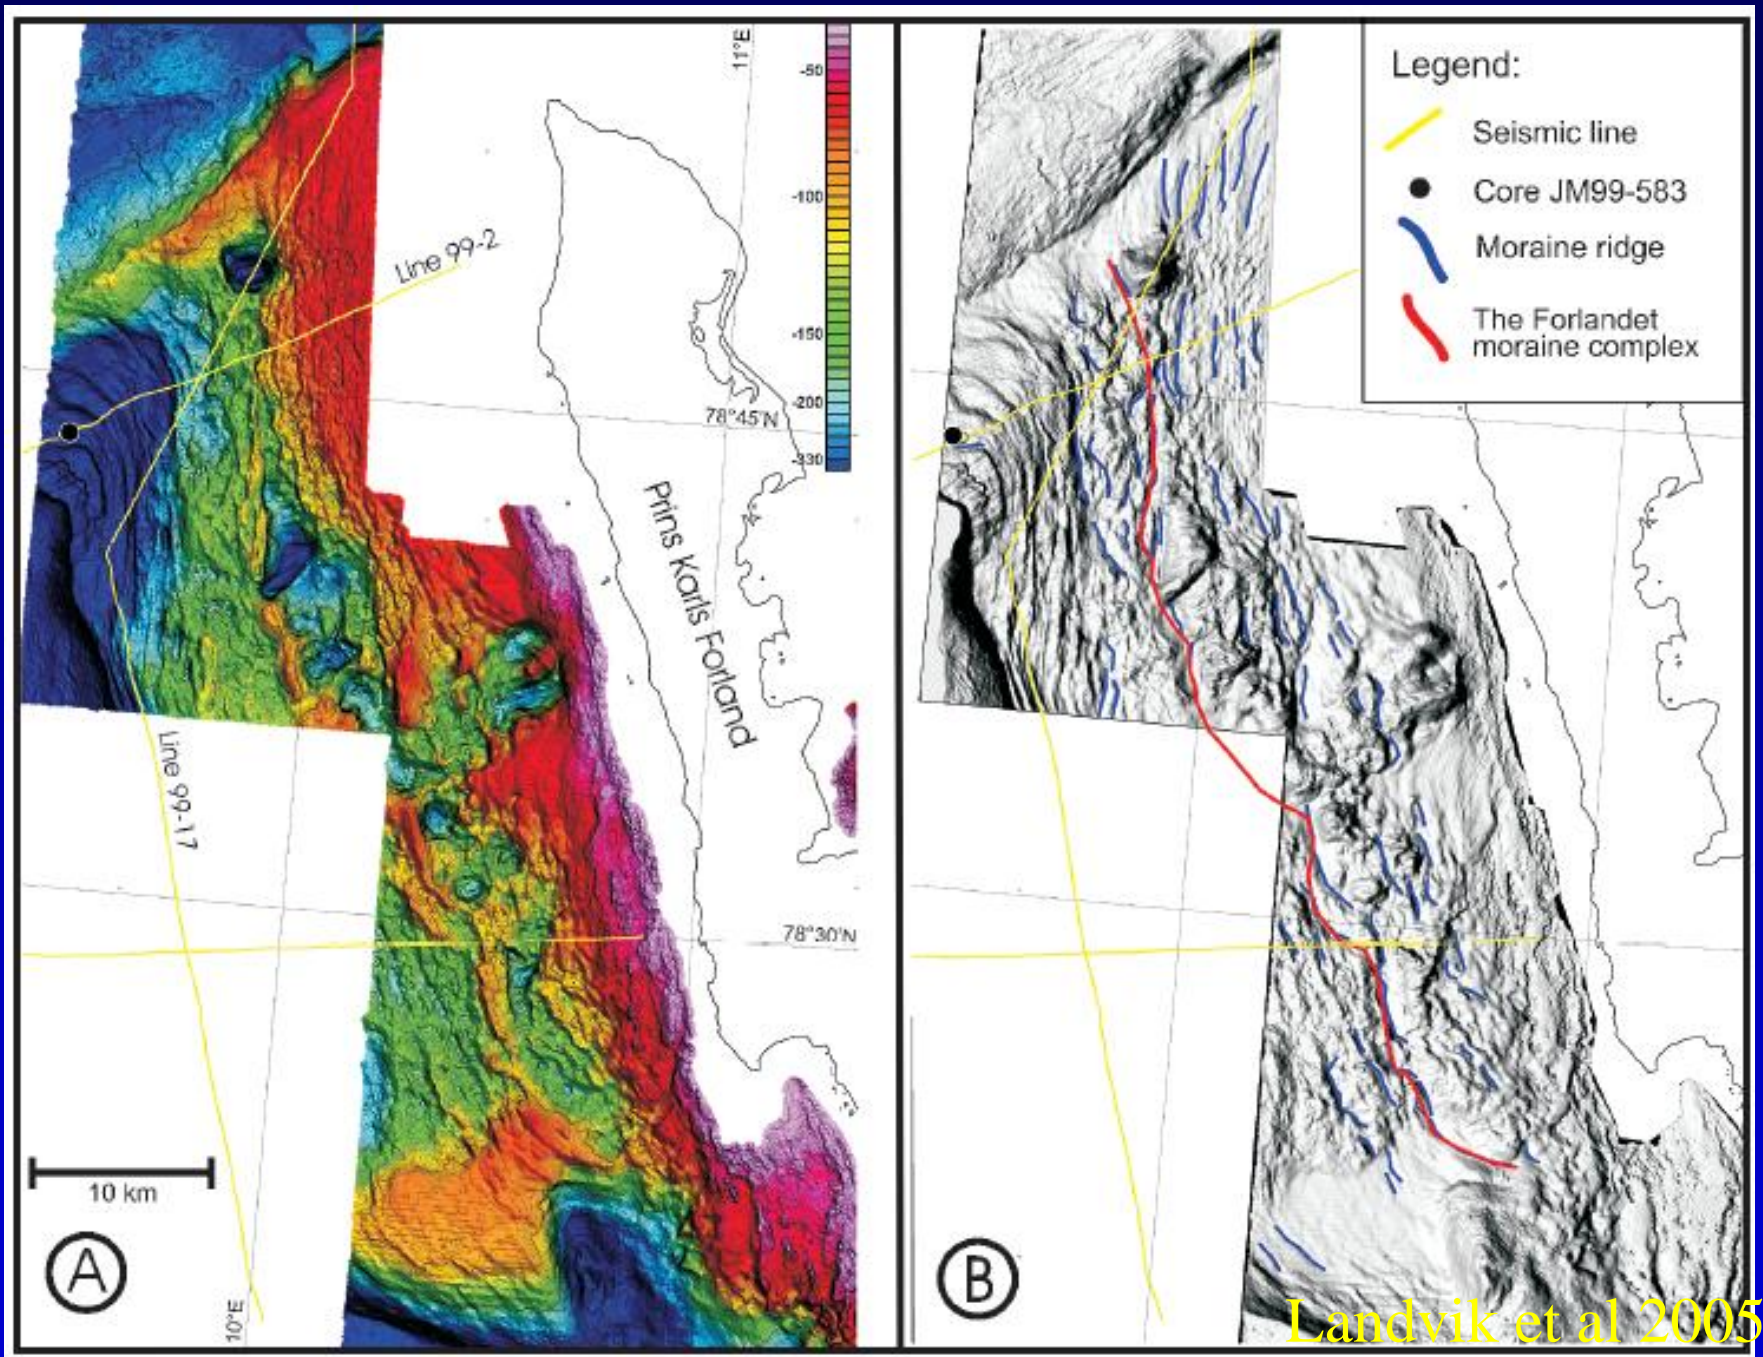 11°E
-50
-100
-150
-200
-330
Line 99-2
78°45'N
Prins Karls Forland
Line 99-17
78°30'N
10 km
A
10°E
Legend:
Seismic line
Core JM99-583
Moraine ridge
The Forlandet
moraine complex
B
Landvik et al 2005